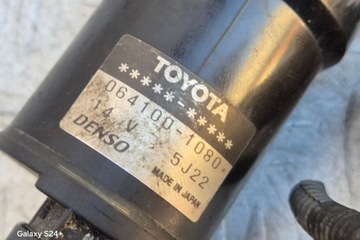 TOYOTA
*****-*****
064100-1080*
14 V 5J22
DENSO MADE IN JAPAN
Galaxy S24+